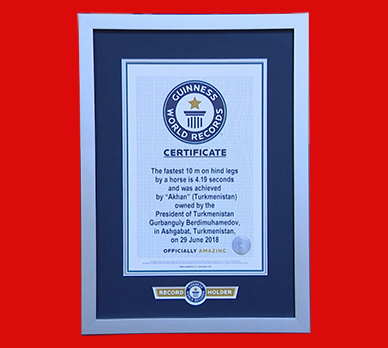 GUINNESS
WORLD RECORDS
CERTIFICATE
The fastest 10 m on hind legs
by a horse is 4.19 seconds
and was achieved
by "Akhan" (Turkmenistan)
owned by the
President of Turkmenistan
Gurbanguly Berdimuhamedov,
in Ashgabat, Turkmenistan,
on 29 June 2018
OFFICIALLY AMAZING
RECORD HOLDER